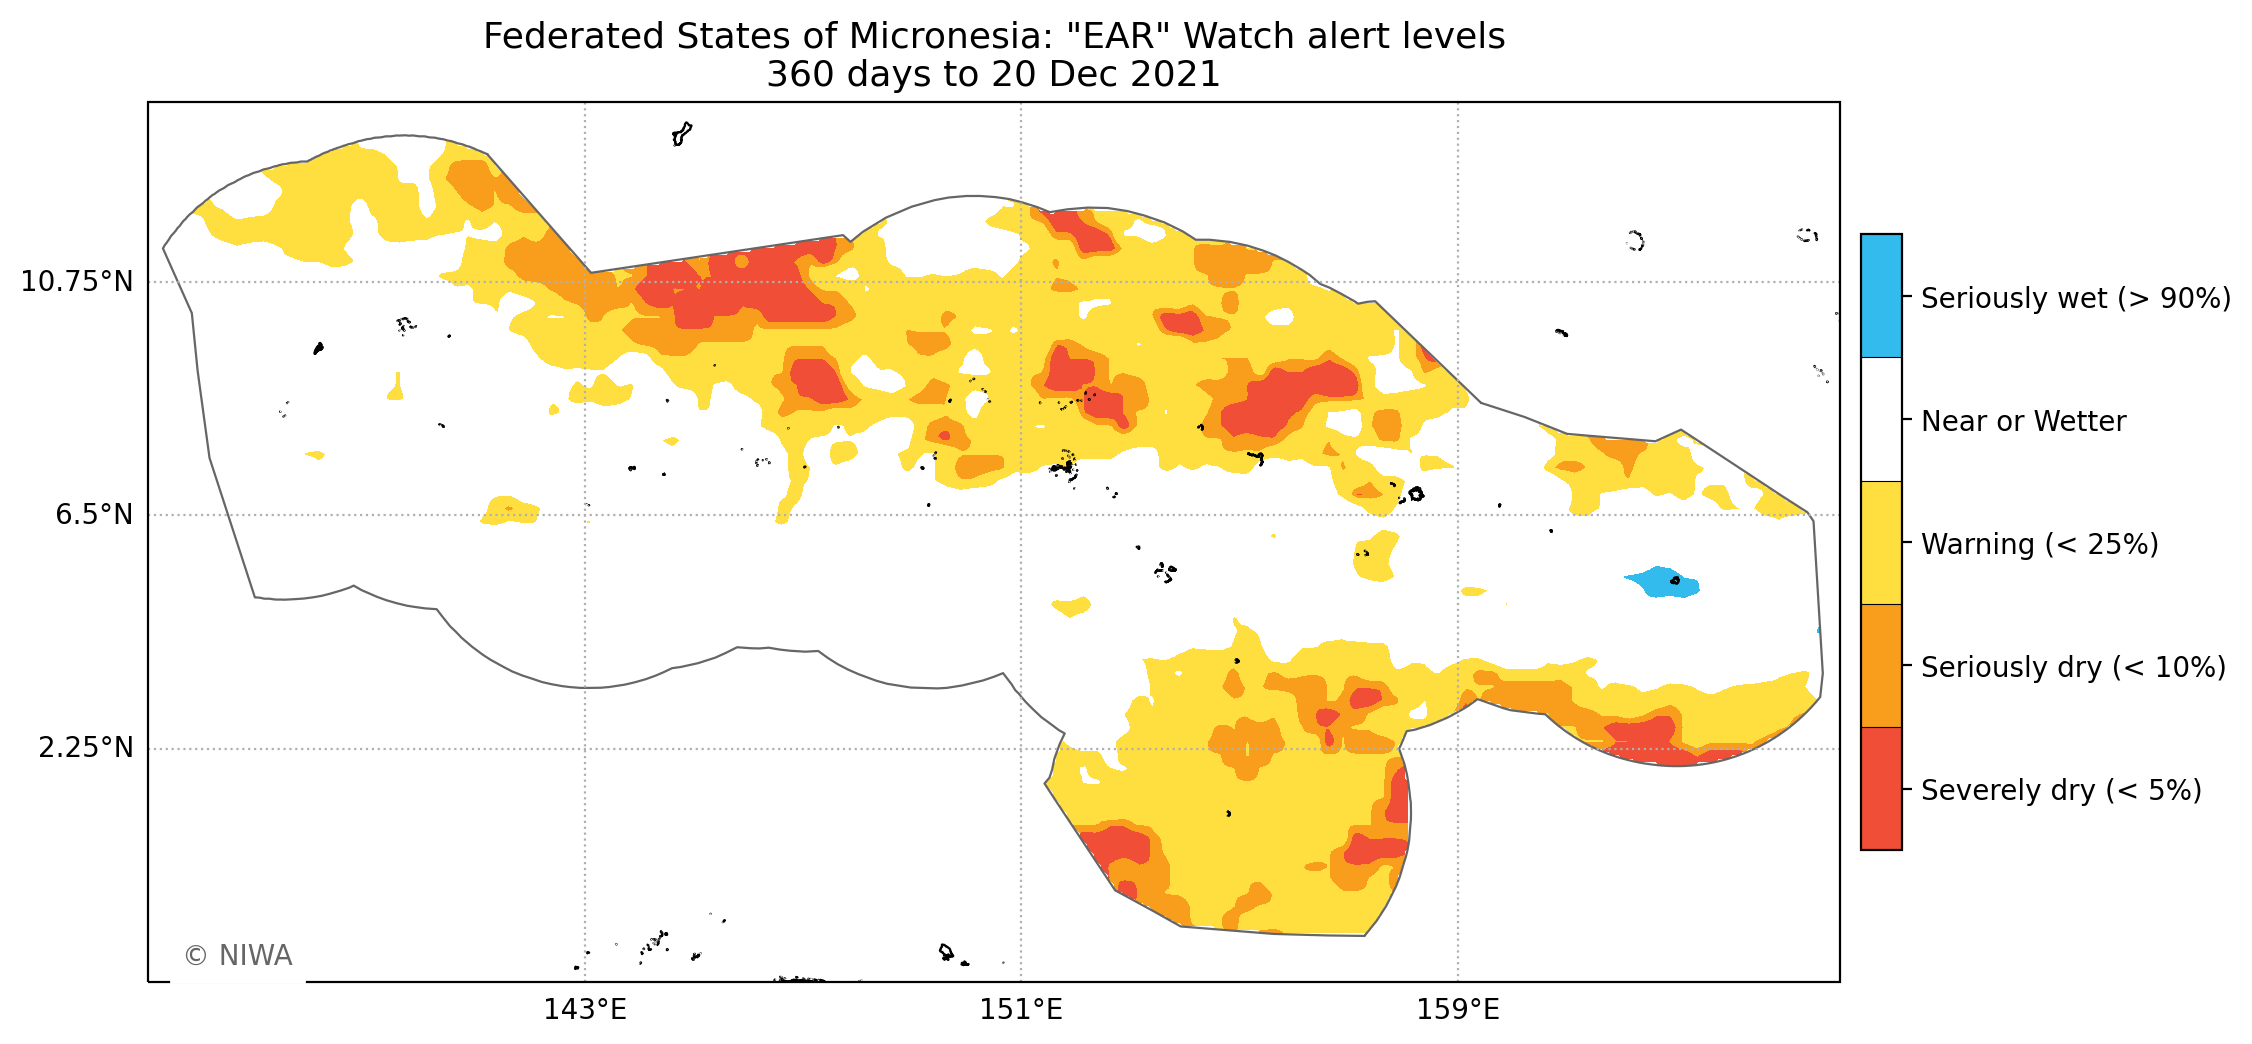 Federated States of Micronesia: "EAR" Watch alert levels
360 days to 20 Dec 2021
10.75°N
6.5°N
2.25°N
143°E
151°E
159°E
© NIWA
Seriously wet (> 90%)
Near or Wetter
Warning (< 25%)
Seriously dry (< 10%)
Severely dry (< 5%)